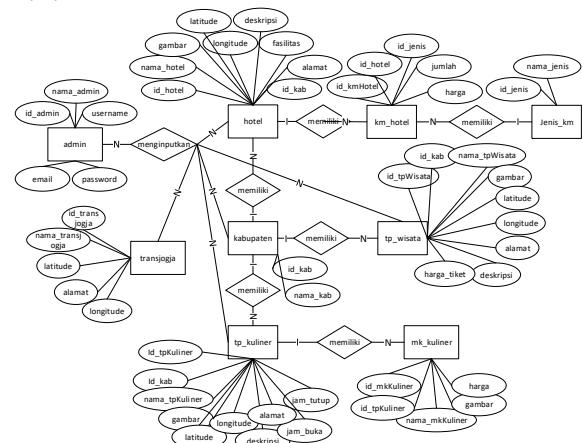 latitude
deskripsi
gambar
longitude
fasilitas
nama_hotel
alamat
id_hotel
id_kab
id_jenis
id_hotel
jumlah
id_kmHotel
harga
nama_jenis
id_jenis
nama_admin
id_admin
username
admin
N
menginputkan
N
hotel
I
memiliki
N
km_hotel
N
memiliki
I
Jenis_km
email
password
N
memiliki
I
N
N
N
N
id_kab
nama_tpWisata
id_tpWisata
gambar
latitude
longitude
alamat
deskripsi
harga_tiket
id_trans
jogja
nama_transj
ogja
latitude
alamat
longitude
transjogja
kabupaten
I
memiliki
N
tp_wisata
id_kab
nama_kab
I
memiliki
N
tp_kuliner
I
memiliki
N
mk_kuliner
Id_tpKuliner
Id_kab
nama_tpKuliner
gambar
latitude
longitude
deskripsi
alamat
jam_buka
jam_tutup
id_mkKuliner
id_tpKuliner
nama_mkKuliner
gambar
harga